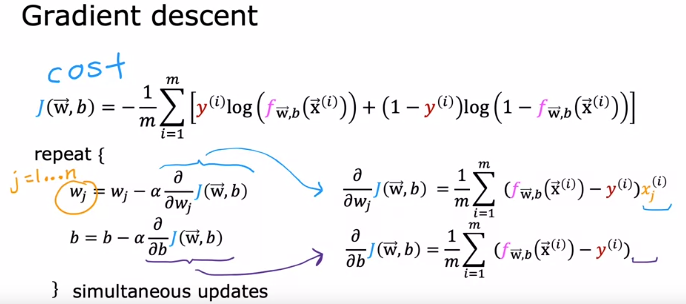 Gradient descent
cost
J(w⃗, b) = −1/m ∑_{i=1}^{m} [y⁽ⁱ⁾log(f_{w⃗,b}(x⃗⁽ⁱ⁾)) + (1 − y⁽ⁱ⁾)log(1 − f_{w⃗,b}(x⃗⁽ⁱ⁾))]
repeat {
j=1...n
w_j = w_j − α ∂/∂w_j J(w⃗, b)
∂/∂w_j J(w⃗, b) = 1/m ∑_{i=1}^{m} (f_{w⃗,b}(x⃗⁽ⁱ⁾) − y⁽ⁱ⁾)x_j⁽ⁱ⁾
b = b − α ∂/∂b J(w⃗, b)
∂/∂b J(w⃗, b) = 1/m ∑_{i=1}^{m} (f_{w⃗,b}(x⃗⁽ⁱ⁾) − y⁽ⁱ⁾)
} simultaneous updates